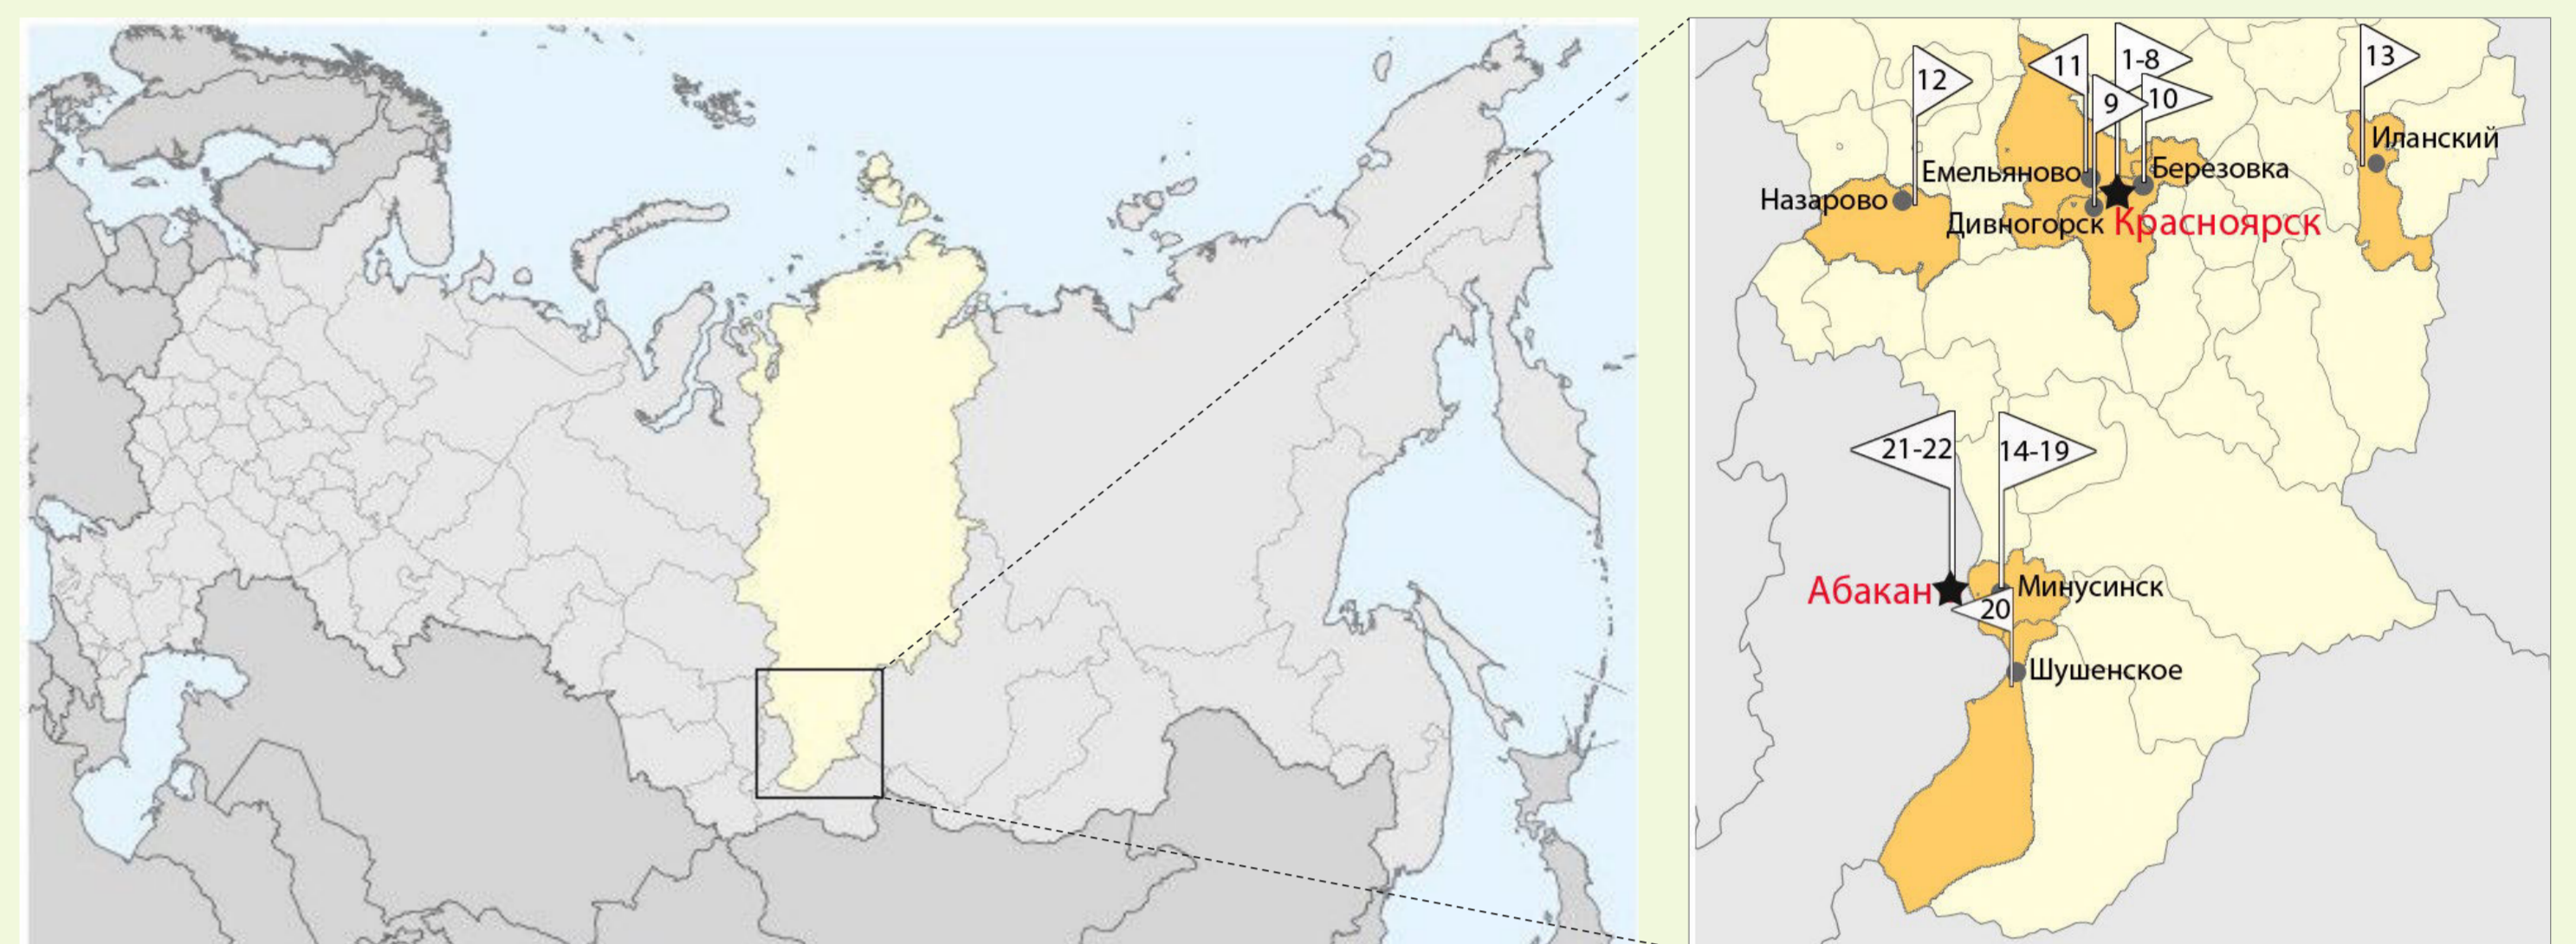 1-8
13
11
12
9
10
Иланский
Емельяново
Березовка
Назарово
Дивногорск
Красноярск
21-22
14-19
Абакан
Минусинск
20
Шушенское